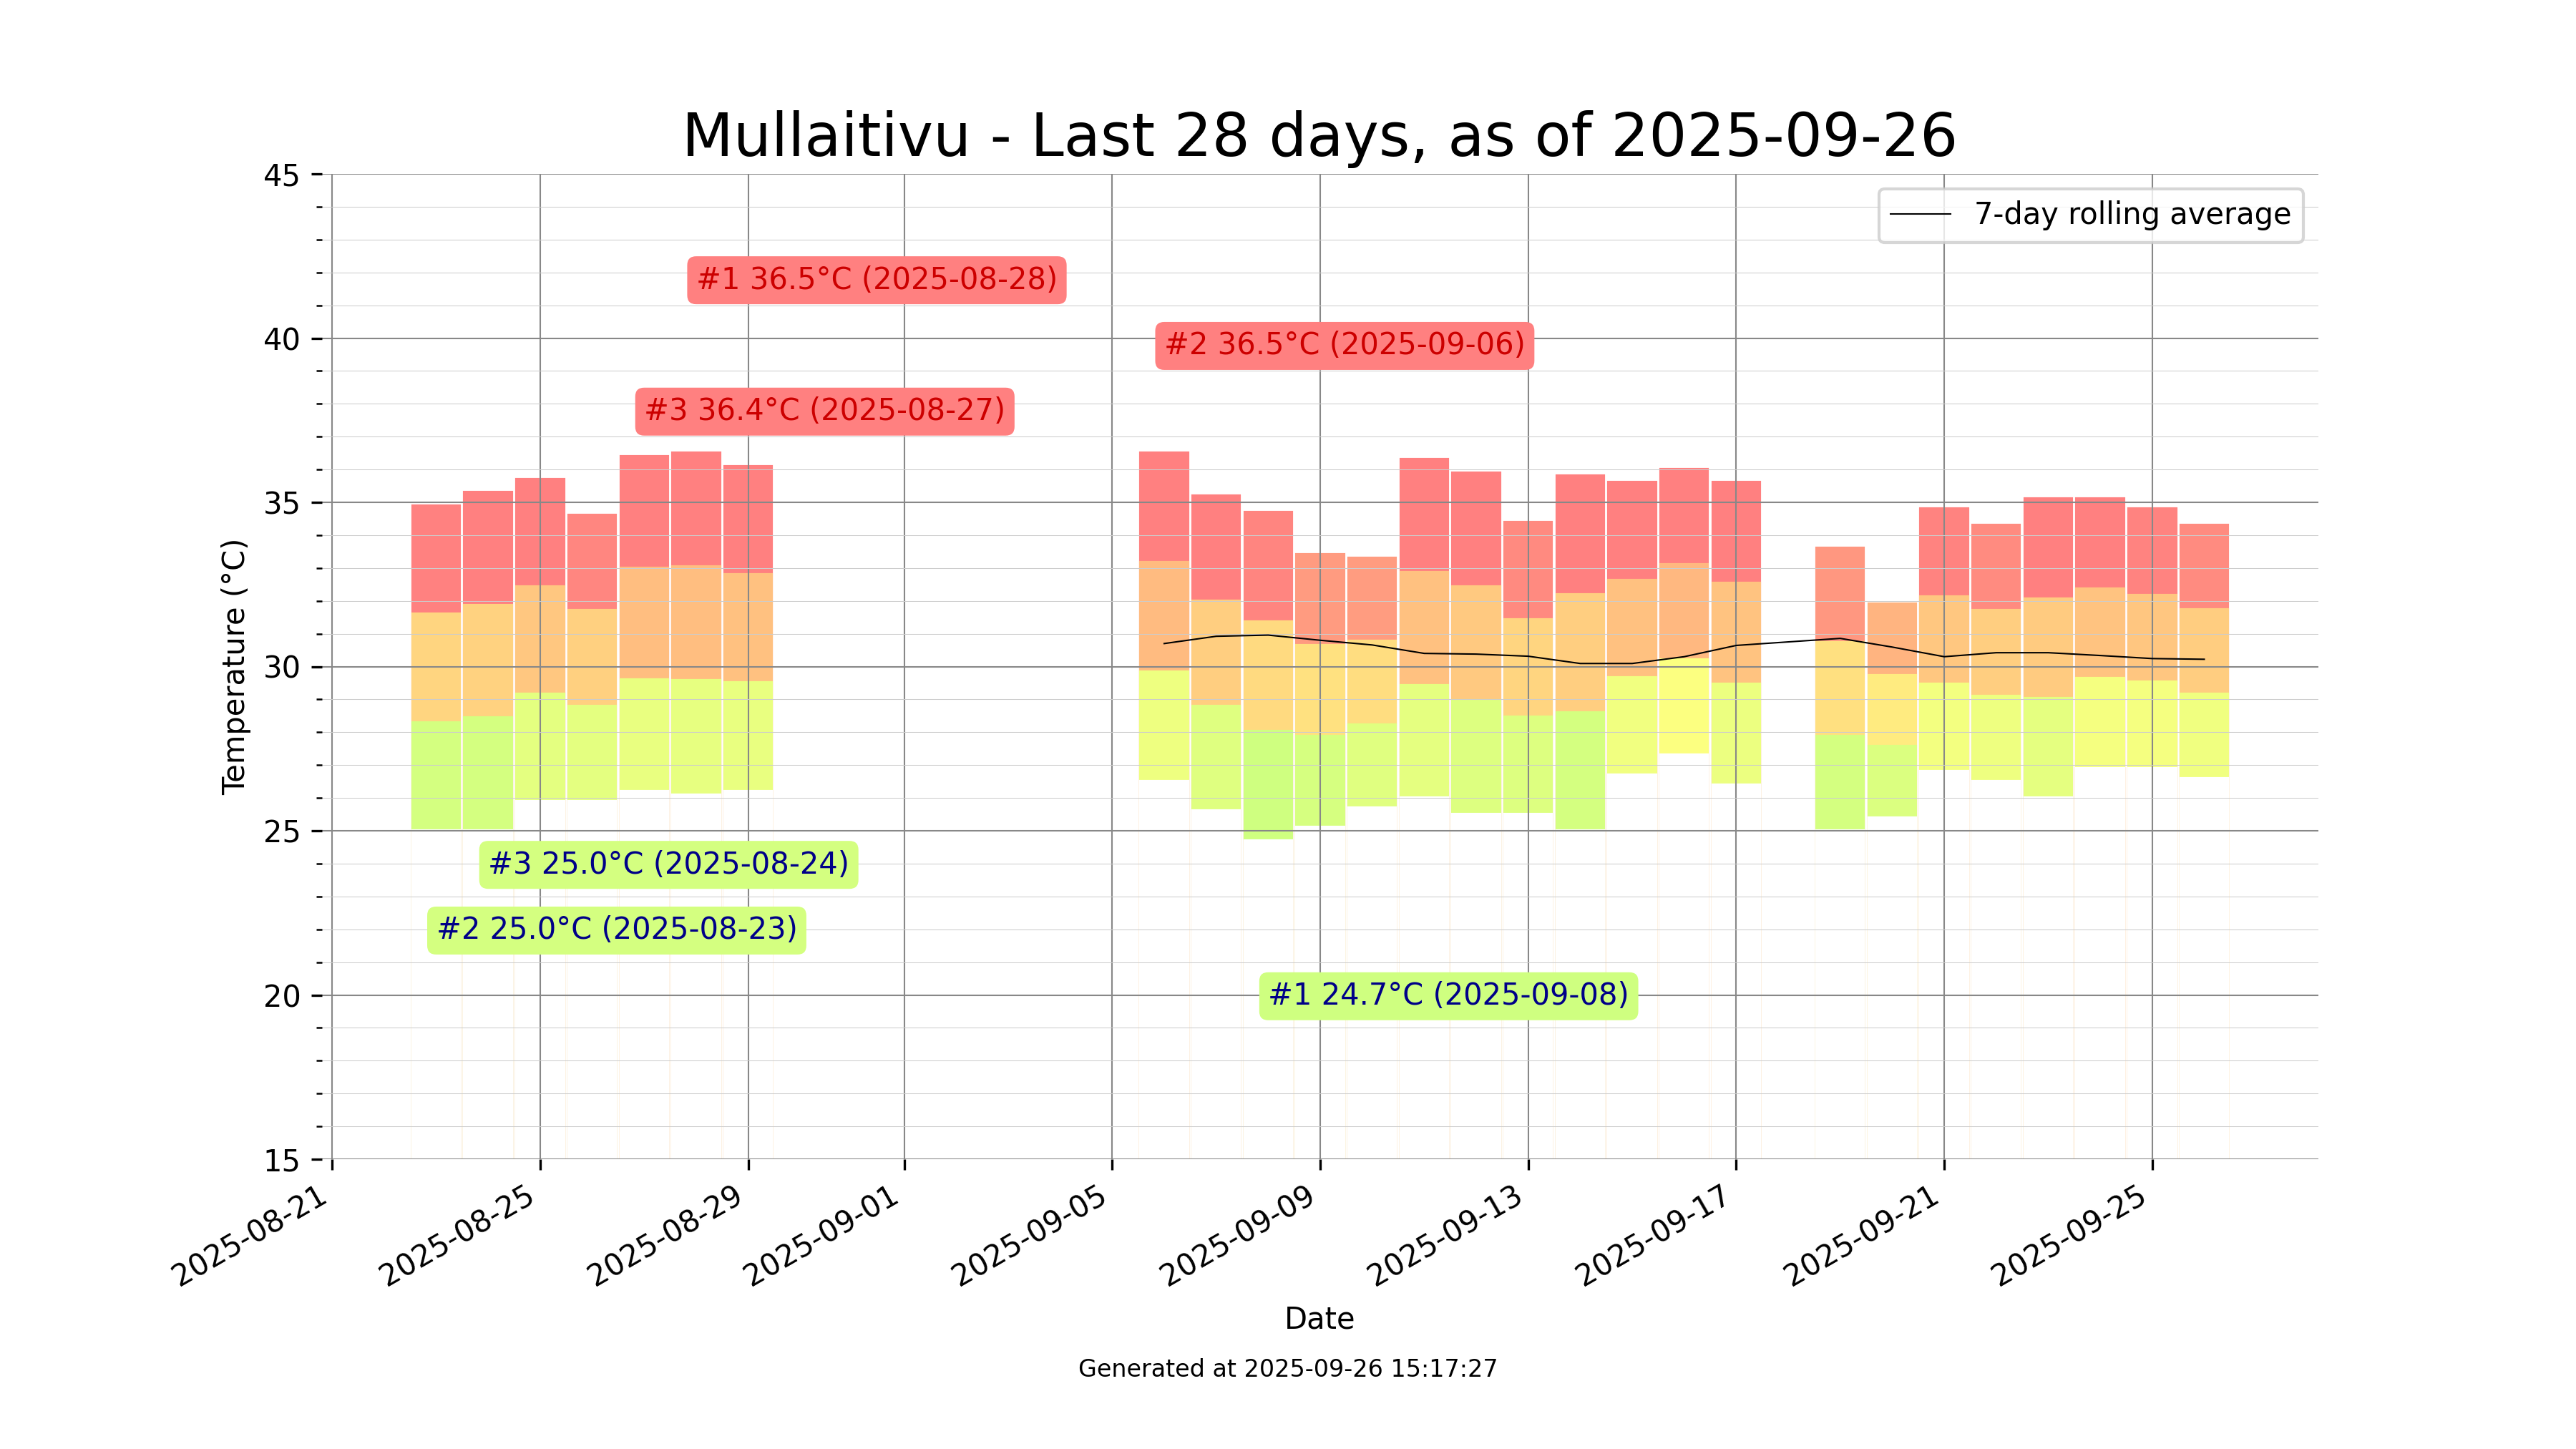 Mullaitivu - Last 28 days, as of 2025-09-26
7-day rolling average
#1 36.5°C (2025-08-28)
#2 36.5°C (2025-09-06)
#3 36.4°C (2025-08-27)
#3 25.0°C (2025-08-24)
#2 25.0°C (2025-08-23)
#1 24.7°C (2025-09-08)
Temperature (°C)
45
40
35
30
25
20
15
2025-08-21
2025-08-25
2025-08-29
2025-09-01
2025-09-05
2025-09-09
2025-09-13
2025-09-17
2025-09-21
2025-09-25
Date
Generated at 2025-09-26 15:17:27